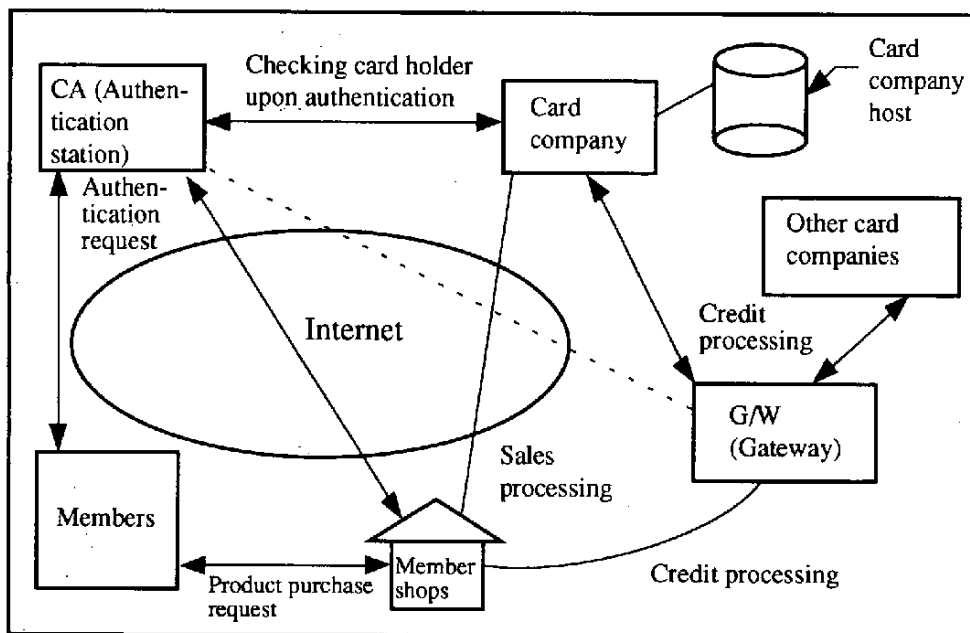 CA (Authen-
tication
station)
Checking card holder
upon authentication
Card
company
Card
company
host
Authen-
tication
request
Other card
companies
Internet
Credit
processing
G/W
(Gateway)
Sales
processing
Members
Member
shops
Product purchase
request
Credit processing